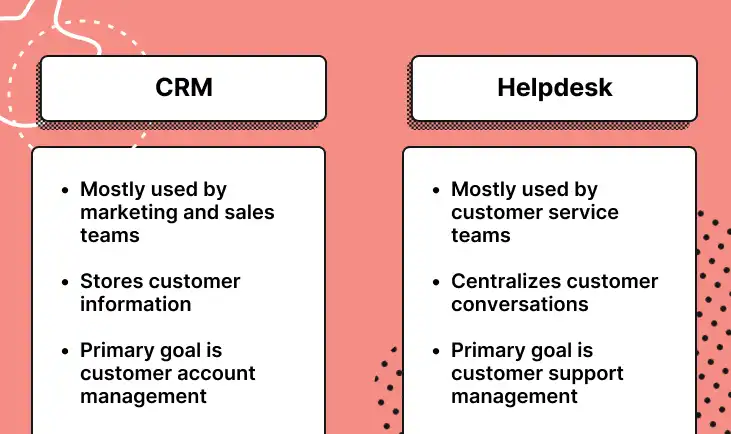 CRM
• Mostly used by
marketing and sales
teams
• Stores customer
information
• Primary goal is
customer account
management
Helpdesk
• Mostly used by
customer service
teams
• Centralizes customer
conversations
• Primary goal is
customer support
management